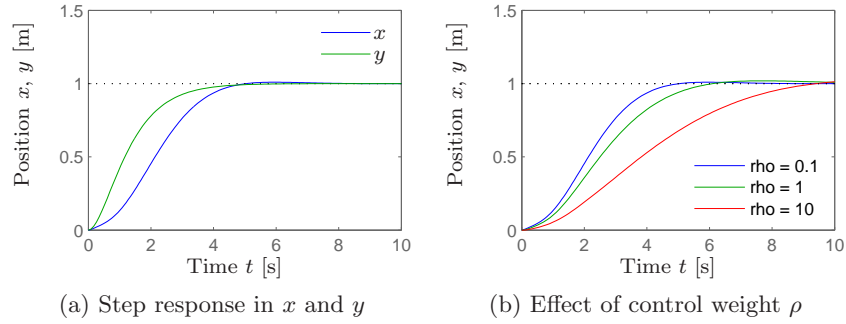 1.5
1
0.5
0
0 2 4 6 8 10
Position x, y [m]
Time t [s]
x
y
(a) Step response in x and y
1.5
1
0.5
0
0 2 4 6 8 10
Position x, y [m]
Time t [s]
rho = 0.1
rho = 1
rho = 10
(b) Effect of control weight ρ